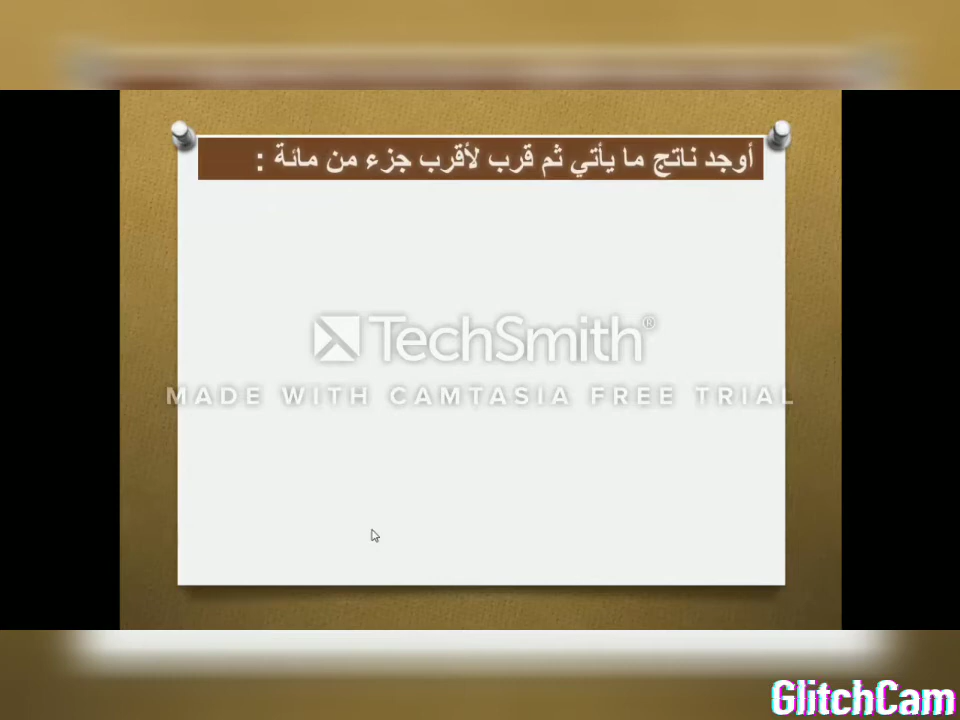 أوجد ناتج ما يأتي ثم قرب لأقرب جزء من مائة :
TechSmith®
MADE WITH CAMTASIA FREE TRIAL
GlitchCam